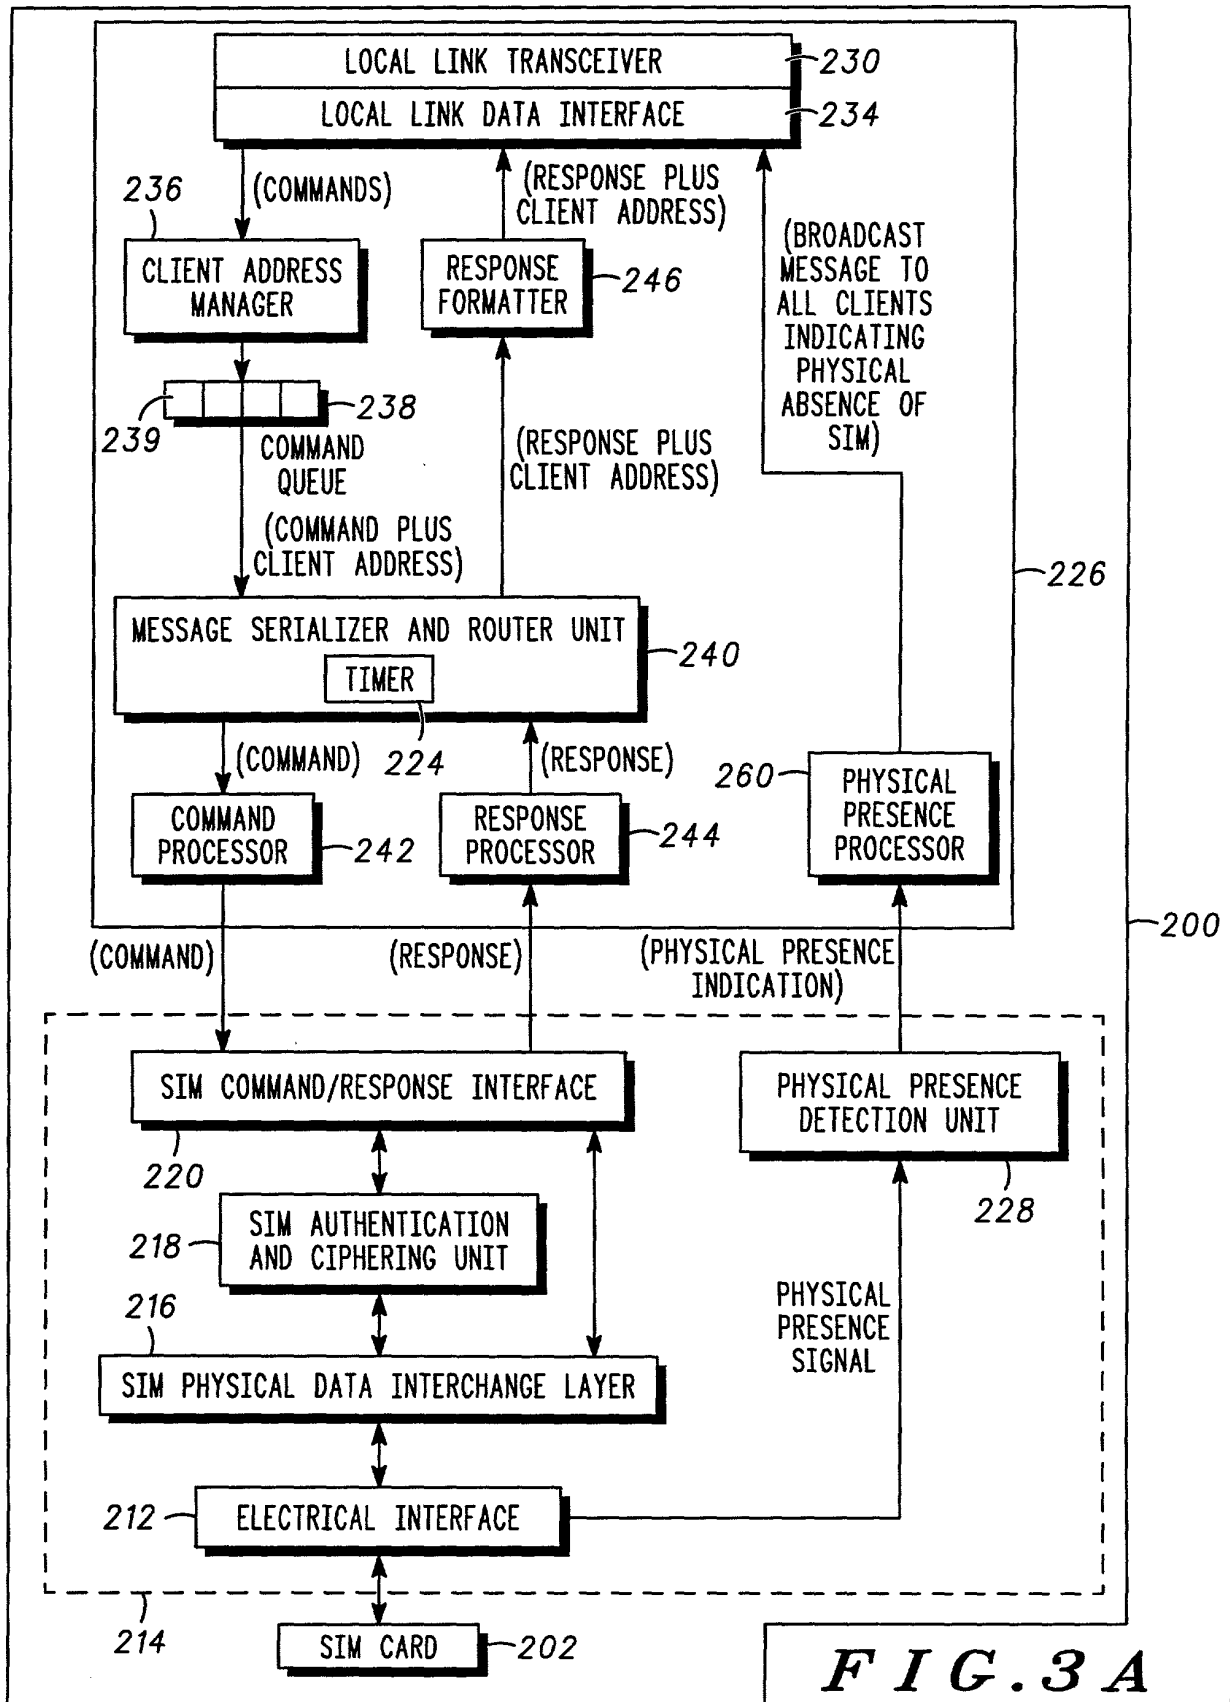 LOCAL LINK TRANSCEIVER
230
LOCAL LINK DATA INTERFACE
234
236
(COMMANDS)
(RESPONSE PLUS
CLIENT ADDRESS)
CLIENT ADDRESS
MANAGER
RESPONSE
FORMATTER
246
(BROADCAST
MESSAGE TO
ALL CLIENTS
INDICATING
PHYSICAL
ABSENCE OF
SIM)
239
238
COMMAND
QUEUE
(RESPONSE PLUS
CLIENT ADDRESS)
(COMMAND PLUS
CLIENT ADDRESS)
226
MESSAGE SERIALIZER AND ROUTER UNIT
240
TIMER
224
(COMMAND)
(RESPONSE)
260
PHYSICAL
PRESENCE
PROCESSOR
COMMAND
PROCESSOR
242
RESPONSE
PROCESSOR
244
200
(COMMAND)
(RESPONSE)
(PHYSICAL PRESENCE
INDICATION)
SIM COMMAND/RESPONSE INTERFACE
220
PHYSICAL PRESENCE
DETECTION UNIT
228
218
SIM AUTHENTICATION
AND CIPHERING UNIT
216
PHYSICAL
PRESENCE
SIGNAL
SIM PHYSICAL DATA INTERCHANGE LAYER
212
ELECTRICAL INTERFACE
214
SIM CARD
202
FIG.3A